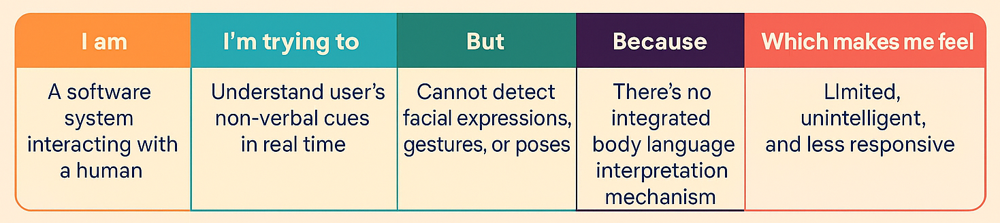 I am
I'm trying to
But
Because
Which makes me feel
A software
system
interacting with
a human
Understand user's
non-verbal cues
in real time
Cannot detect
facial expressions,
gestures, or poses
There's no
integrated
body language
interpretation
mechanism
LImited,
unintelligent,
and less responsive